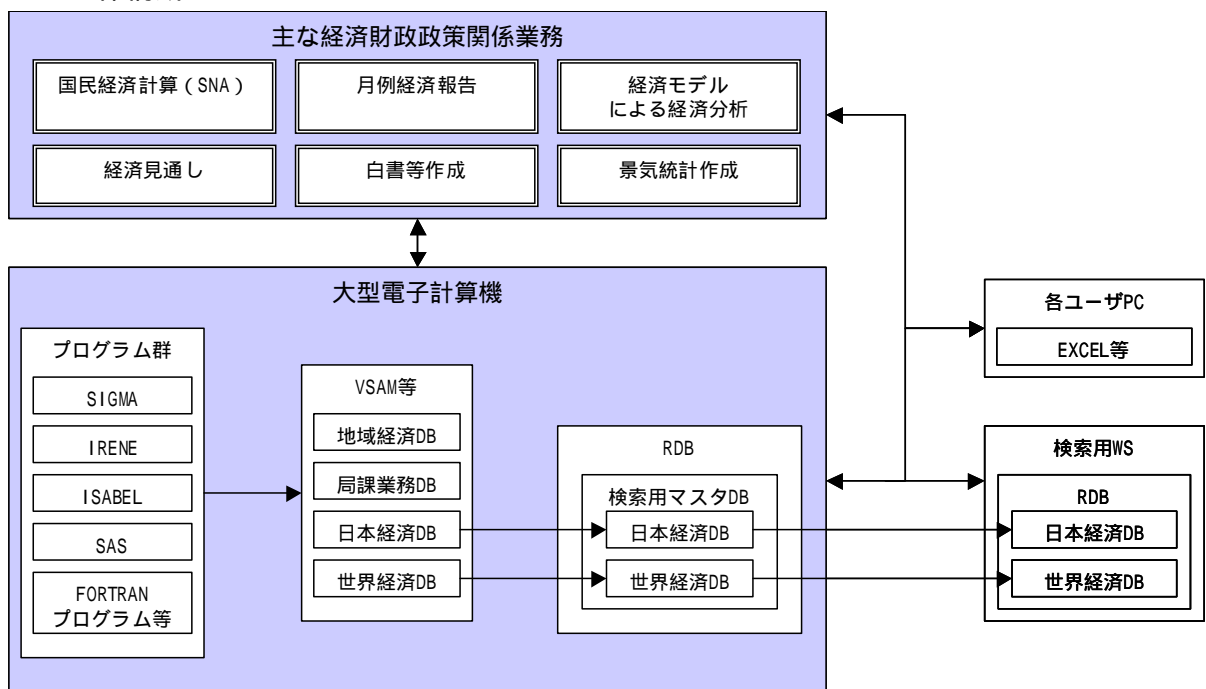 主な経済財政政策関係業務
国民経済計算(SNA)
月例経済報告
経済モデル
による経済分析
経済見通し
白書等作成
景気統計作成
大型電子計算機
プログラム群
SIGMA
IRENE
ISABEL
SAS
FORTRAN
プログラム等
VSAM等
地域経済DB
局課業務DB
日本経済DB
世界経済DB
RDB
検索用マスタDB
日本経済DB
世界経済DB
各ユーザPC
EXCEL等
検索用WS
RDB
日本経済DB
世界経済DB